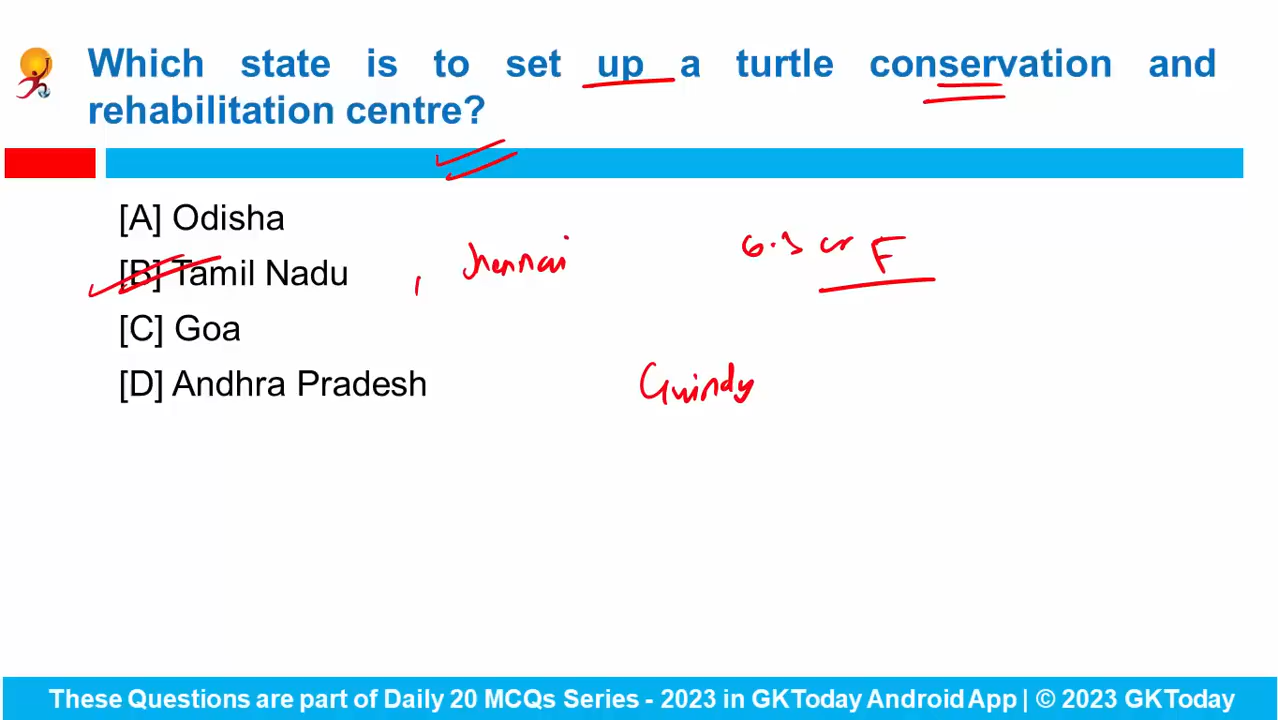 Which state is to set up a turtle conservation and
rehabilitation centre?
[A] Odisha
[B] Tamil Nadu , Chennai 6.3 cr F
[C] Goa
[D] Andhra Pradesh Guindy
These Questions are part of Daily 20 MCQs Series - 2023 in GKToday Android App | © 2023 GKToday